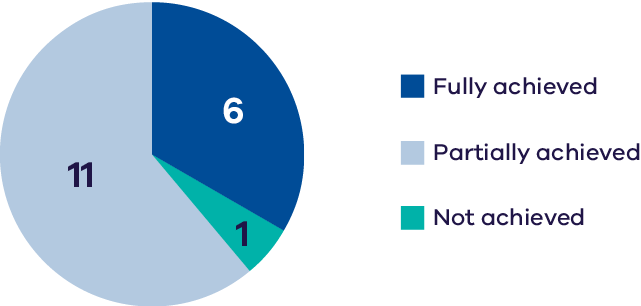 6
11
1
Fully achieved
Partially achieved
Not achieved